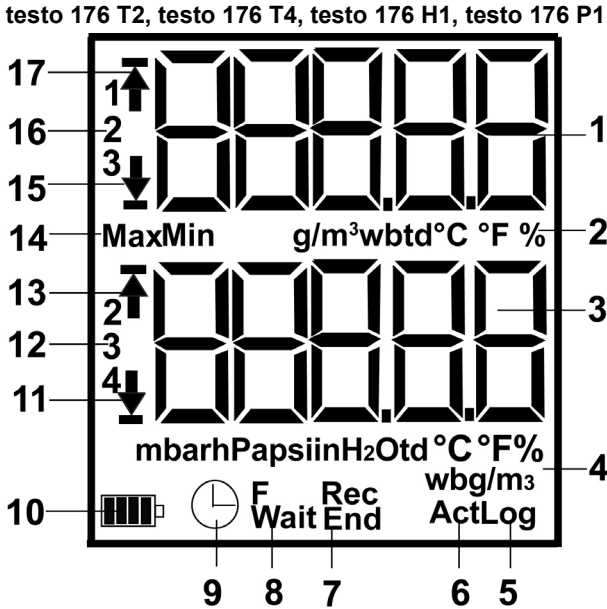 testo 176 T2, testo 176 T4, testo 176 H1, testo 176 P1
17
1
16
2
1
3
15
14
MaxMin
g/m³wbtd°C °F %
2
13
2
3
12
3
4
11
mbarhPapsiinH₂Otd °C °F%
4
wbg/m₃
10
F
Rec
Wait
End
ActLog
9
8
7
6
5